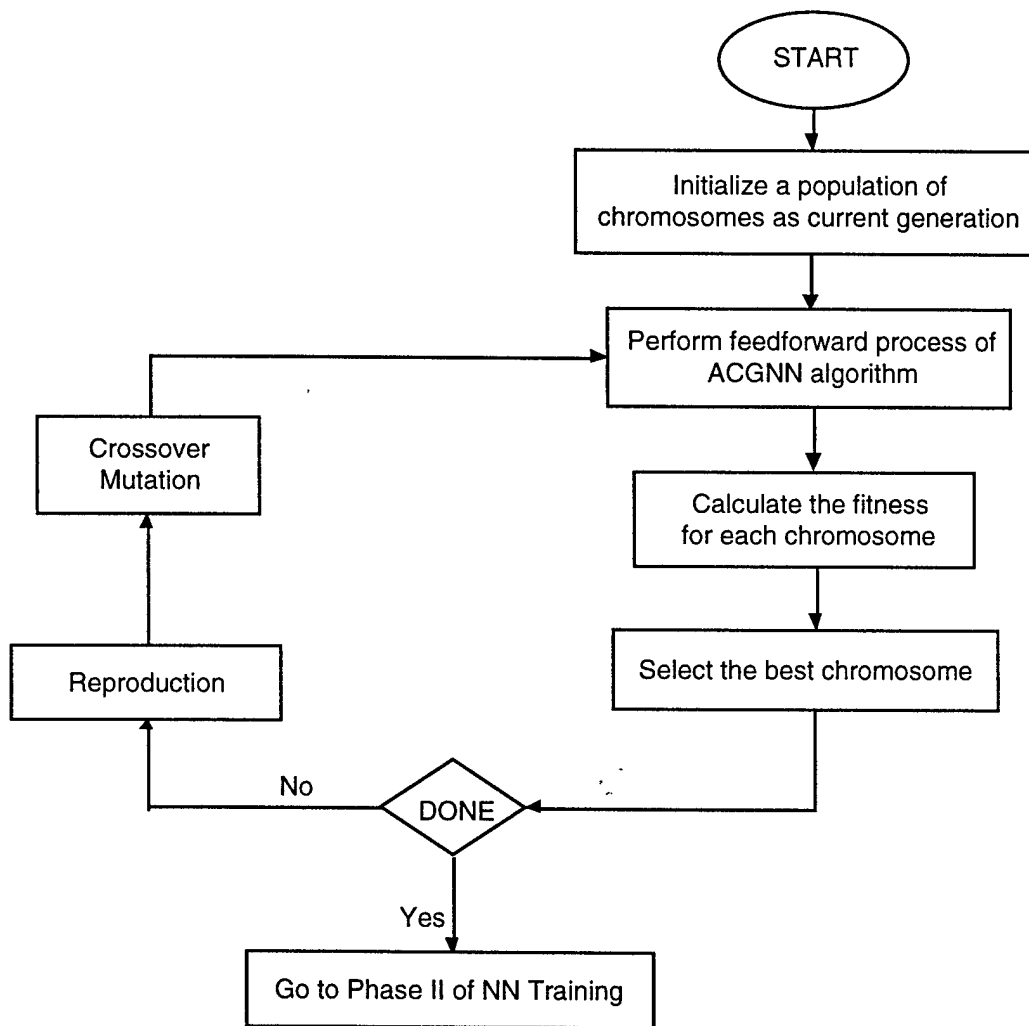 START
Initialize a population of
chromosomes as current generation
Perform feedforward process of
ACGNN algorithm
Crossover
Mutation
Calculate the fitness
for each chromosome
Reproduction
Select the best chromosome
No
DONE
Yes
Go to Phase II of NN Training